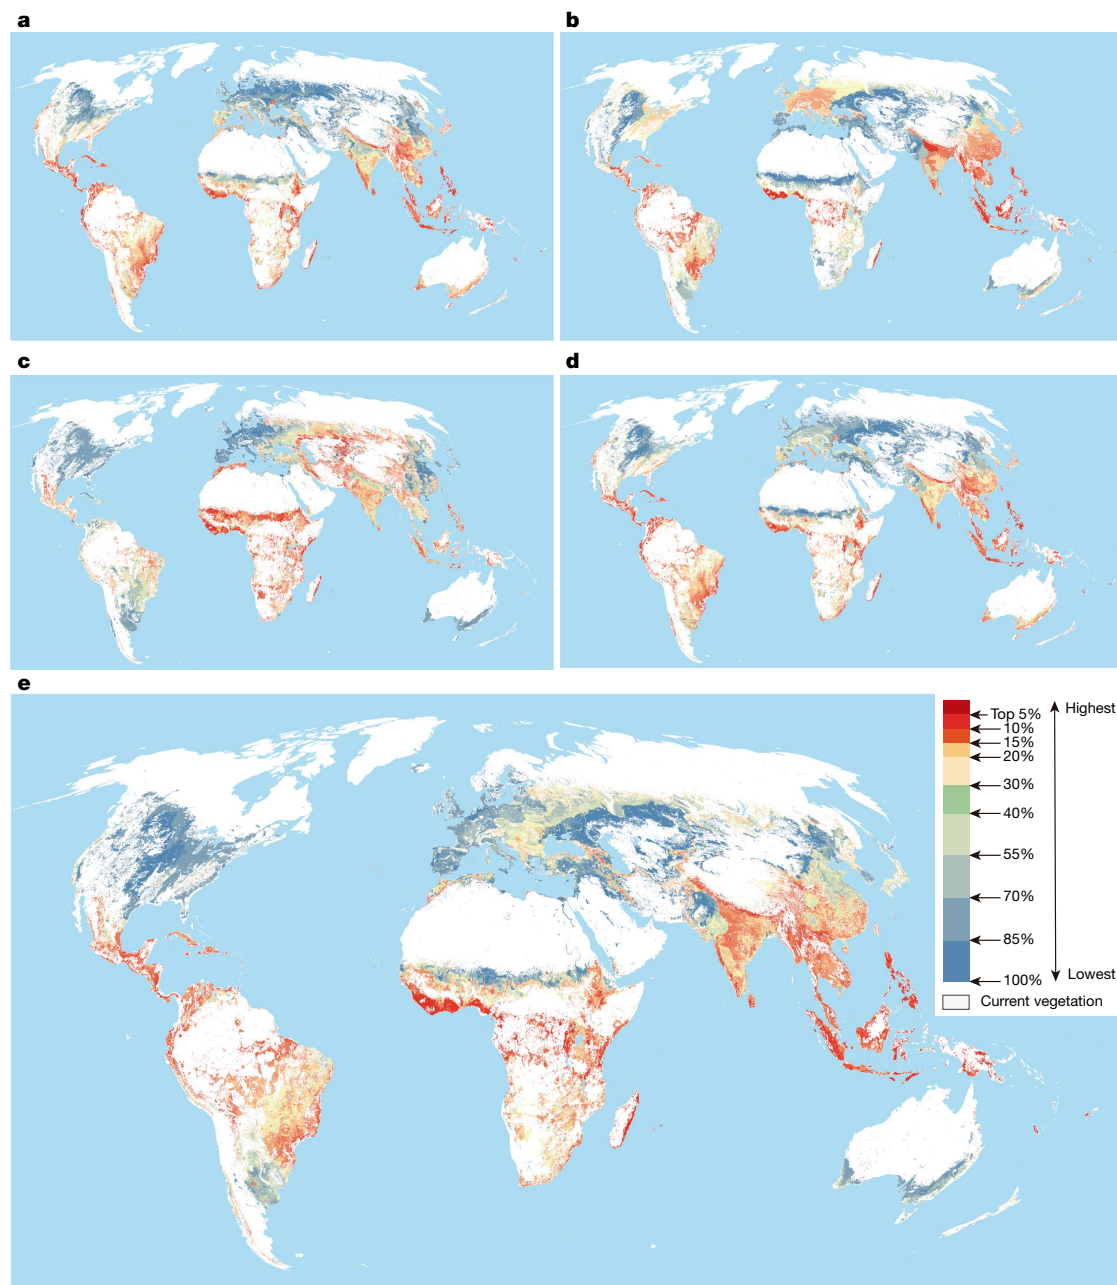 a
b
c
d
e
Highest
Top 5%
10%
15%
20%
30%
40%
55%
70%
85%
Lowest
100%
Current vegetation